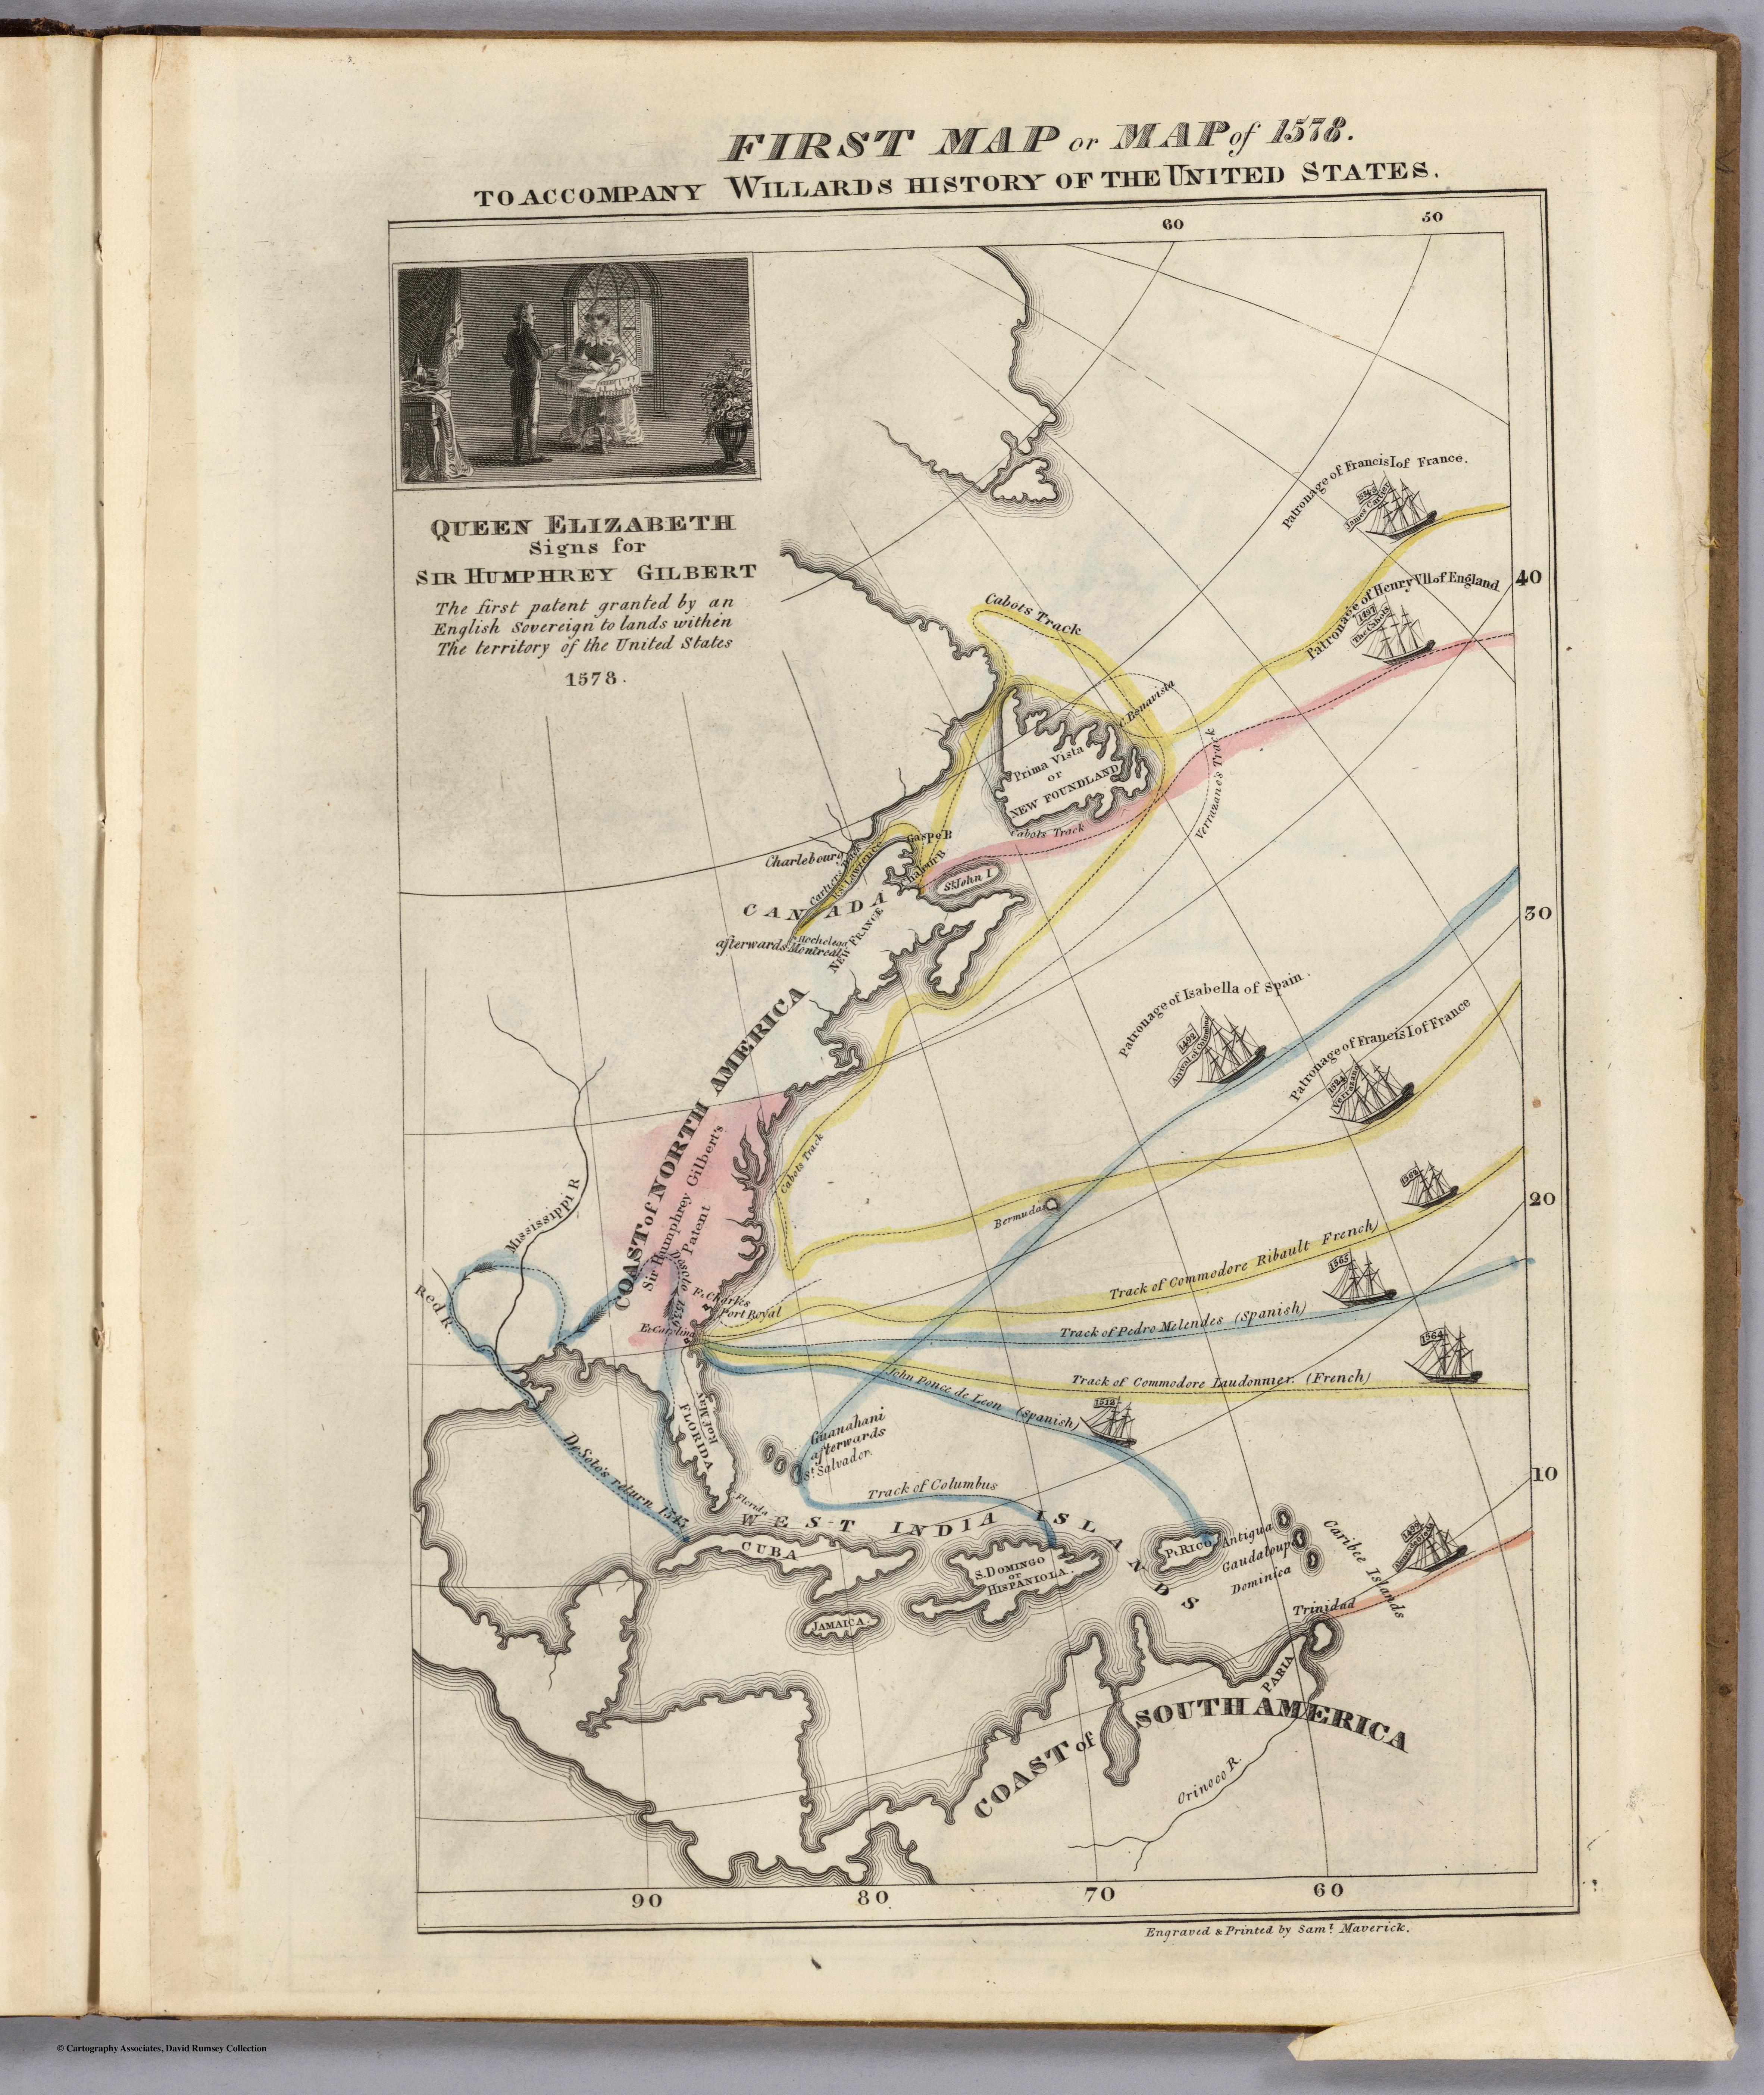 FIRST MAP or MAP of 1578.
TO ACCOMPANY WILLARDS HISTORY OF THE UNITED STATES.
60
50
QUEEN ELIZABETH
Signs for
SIR HUMPHREY GILBERT
The first patent granted by an
English Sovereign to lands within
The territory of the United States
1578.
Patronage of Francis I of France.
James Cartier
40
Patronage of Henry VII of England
1497
The Cabots
Cabots Track
C. Bonavista
Verrazano's Track
Prima Vista
or
NEW FOUNDLAND
Cabots Track
Gaspe B
Chaleur B
St. John I
Charlebourg
Cartier's
St. Lawrence
CANADA
NEW FRANCE
Hochelaga
afterwards Montreal
30
Patronage of Isabella of Spain.
1492
Arrival of Columbus
Patronage of Francis I of France
1524
Verrazano
COAST of NORTH AMERICA
Sir Humphrey Gilbert's
Patent
Cabots Track
Mississippi R
Red R.
Desoto 1539
Ft. Charles
Port Royal
Ft. Carolina
Bermudas
1562
20
Track of Commodore Ribault French)
1565
Track of Pedro Melendes (Spanish)
1564
Track of Commodore Laudonnier. (French)
John Ponce de Leon (Spanish)
1512
R. of May
FLORIDA
Guanahani
afterwards
St. Salvador.
De Soto's return 1543
Track of Columbus
10
Florida
WEST INDIA ISLANDS
CUBA
S. DOMINGO
or
HISPANIOLA.
JAMAICA.
Pt. RICO
Antigua
Gaudaloupe
Dominica
Caribee Islands
1498
Trinidad
PARIA
COAST of SOUTH AMERICA
Orinoco R.
90
80
70
60
Engraved & Printed by Saml. Maverick.
© Cartography Associates, David Rumsey Collection